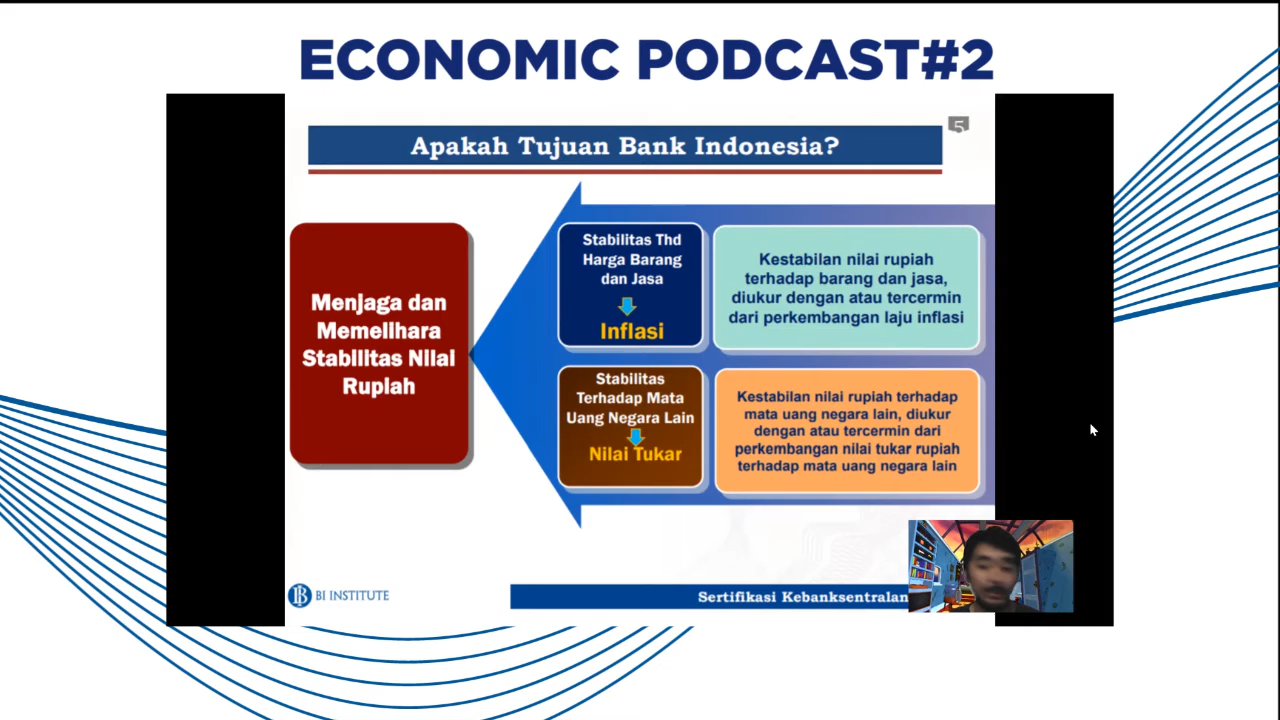 ECONOMIC PODCAST#2
5
Apakah Tujuan Bank Indonesia?
Menjaga dan
Memelihara
Stabilitas Nilai
Rupiah
Stabilitas Thd
Harga Barang
dan Jasa
Inflasi
Kestabilan nilai rupiah
terhadap barang dan jasa,
diukur dengan atau tercermin
dari perkembangan laju inflasi
Stabilitas
Terhadap Mata
Uang Negara Lain
Nilai Tukar
Kestabilan nilai rupiah terhadap
mata uang negara lain, diukur
dengan atau tercermin dari
perkembangan nilai tukar rupiah
terhadap mata uang negara lain
BI INSTITUTE
Sertifikasi Kebanksentralan